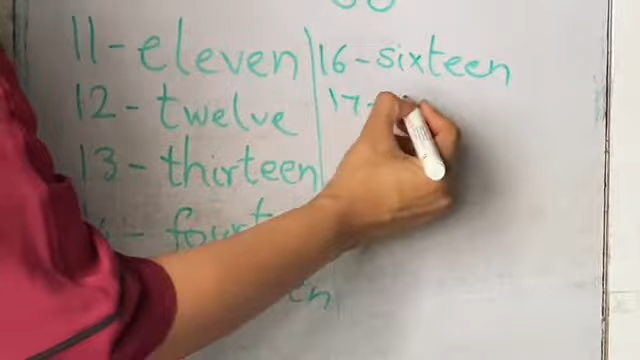 11 - eleven
12 - twelve
13 - thirteen
16 - sixteen
17 -